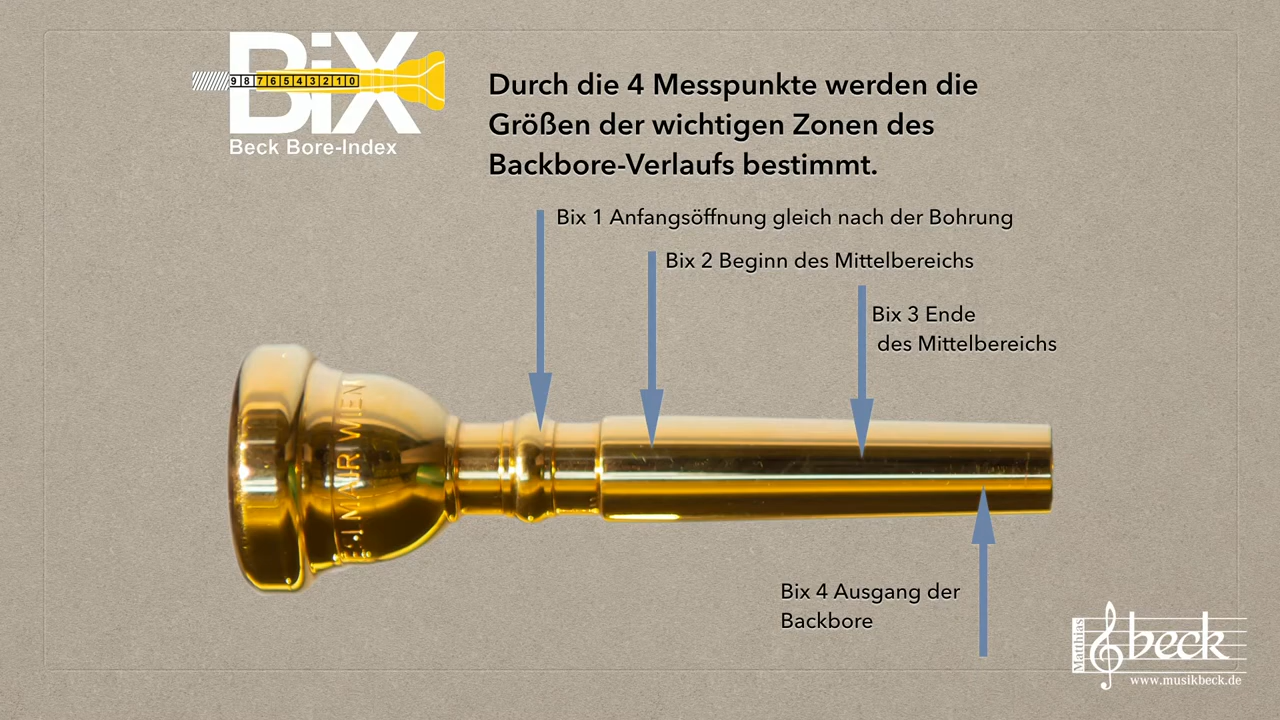 BiX
9 8 7 6 5 4 3 2 1 0
Beck Bore-Index
Durch die 4 Messpunkte werden die
Größen der wichtigen Zonen des
Backbore-Verlaufs bestimmt.
Bix 1 Anfangsöffnung gleich nach der Bohrung
Bix 2 Beginn des Mittelbereichs
Bix 3 Ende
des Mittelbereichs
MAIR WIEN
Bix 4 Ausgang der
Backbore
Matthias
beck
www.musikbeck.de